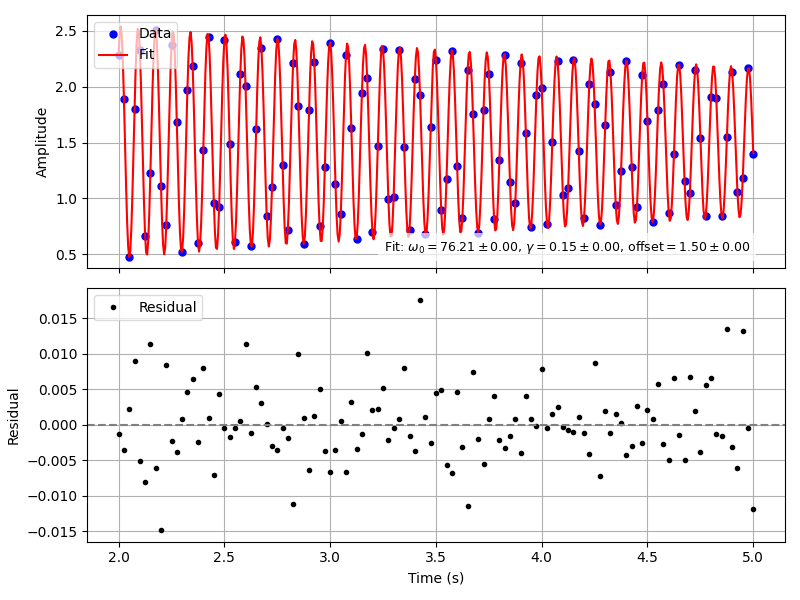 2.5
2.0
1.5
1.0
0.5
Amplitude
Data
Fit
Fit: ω₀ = 76.21 ± 0.00, γ = 0.15 ± 0.00, offset = 1.50 ± 0.00
0.015
0.010
0.005
0.000
−0.005
−0.010
−0.015
Residual
Residual
2.0 2.5 3.0 3.5 4.0 4.5 5.0
Time (s)